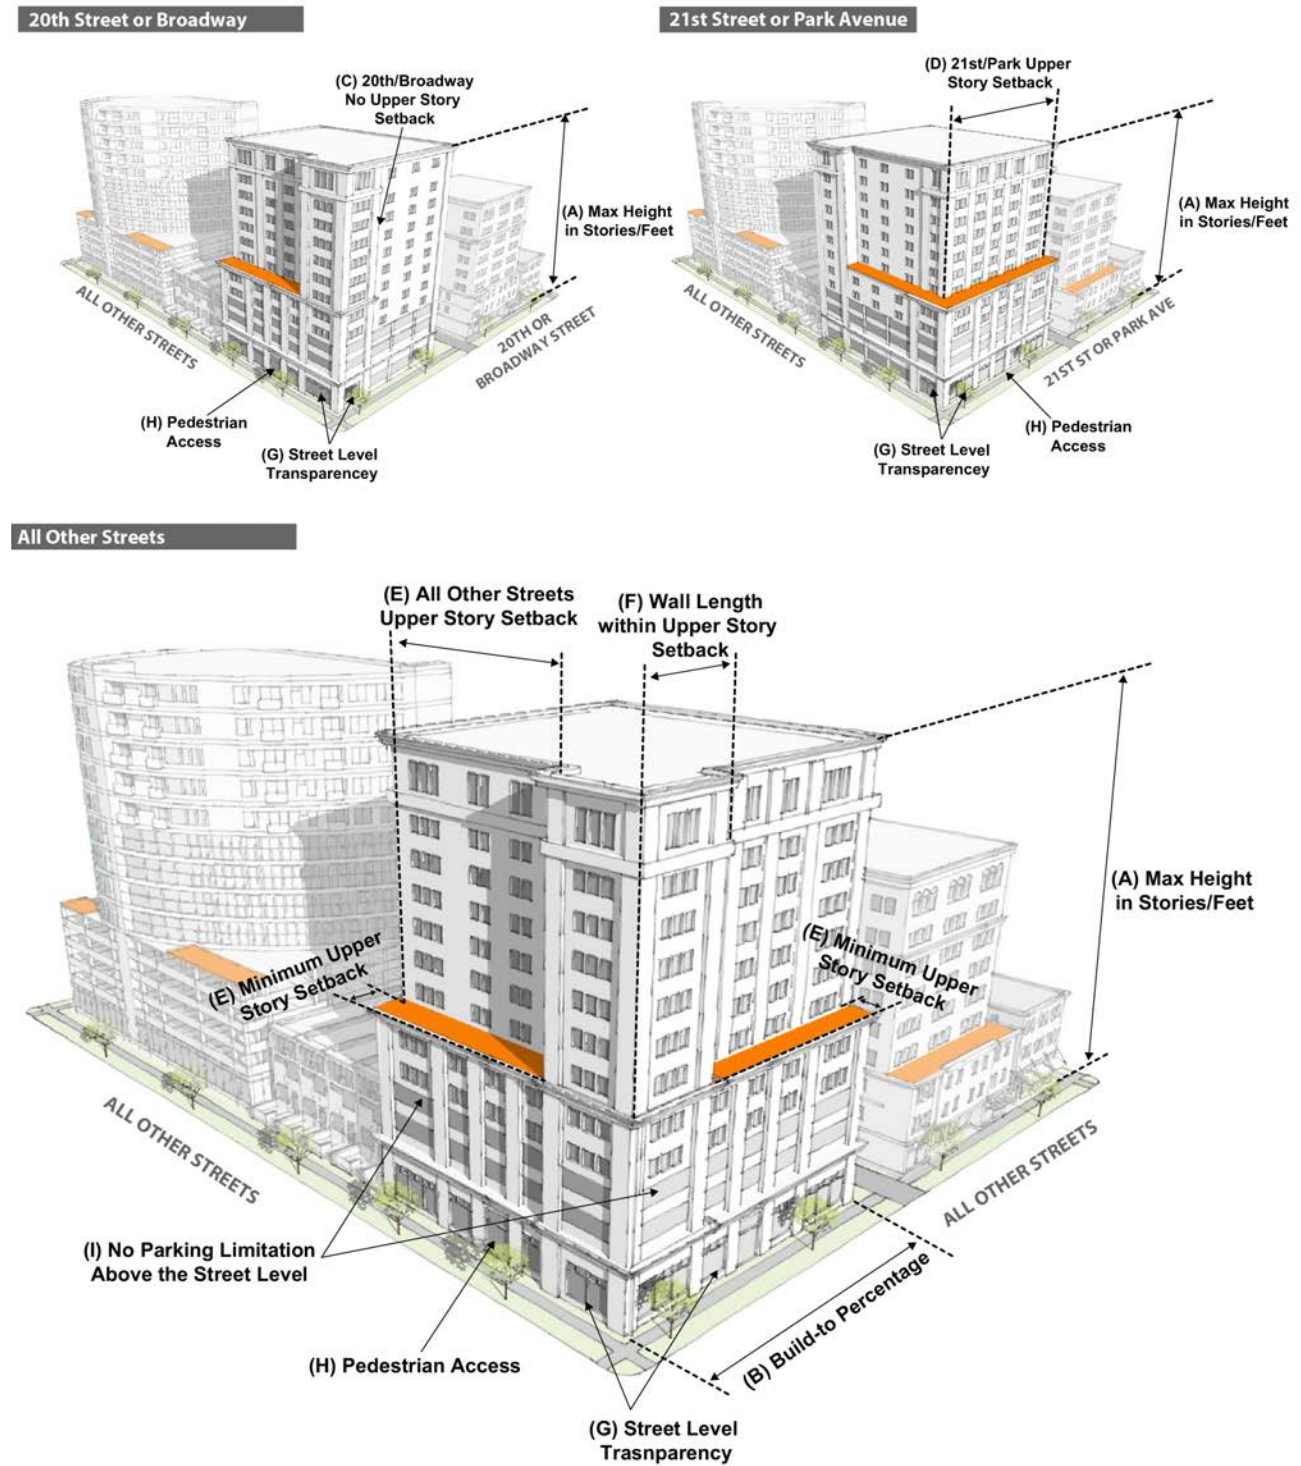 20th Street or Broadway
(C) 20th/Broadway
No Upper Story
Setback
(A) Max Height
in Stories/Feet
ALL OTHER STREETS
20TH OR
BROADWAY STREET
(H) Pedestrian
Access
(G) Street Level
Transparencey
21st Street or Park Avenue
(D) 21st/Park Upper
Story Setback
(A) Max Height
in Stories/Feet
ALL OTHER STREETS
21ST ST OR PARK AVE
(H) Pedestrian
Access
(G) Street Level
Transparencey
All Other Streets
(E) All Other Streets
Upper Story Setback
(F) Wall Length
within Upper Story
Setback
(A) Max Height
in Stories/Feet
(E) Minimum Upper
Story Setback
(E) Minimum Upper
Story Setback
ALL OTHER STREETS
ALL OTHER STREETS
(I) No Parking Limitation
Above the Street Level
(B) Build-to Percentage
(H) Pedestrian Access
(G) Street Level
Trasnparency